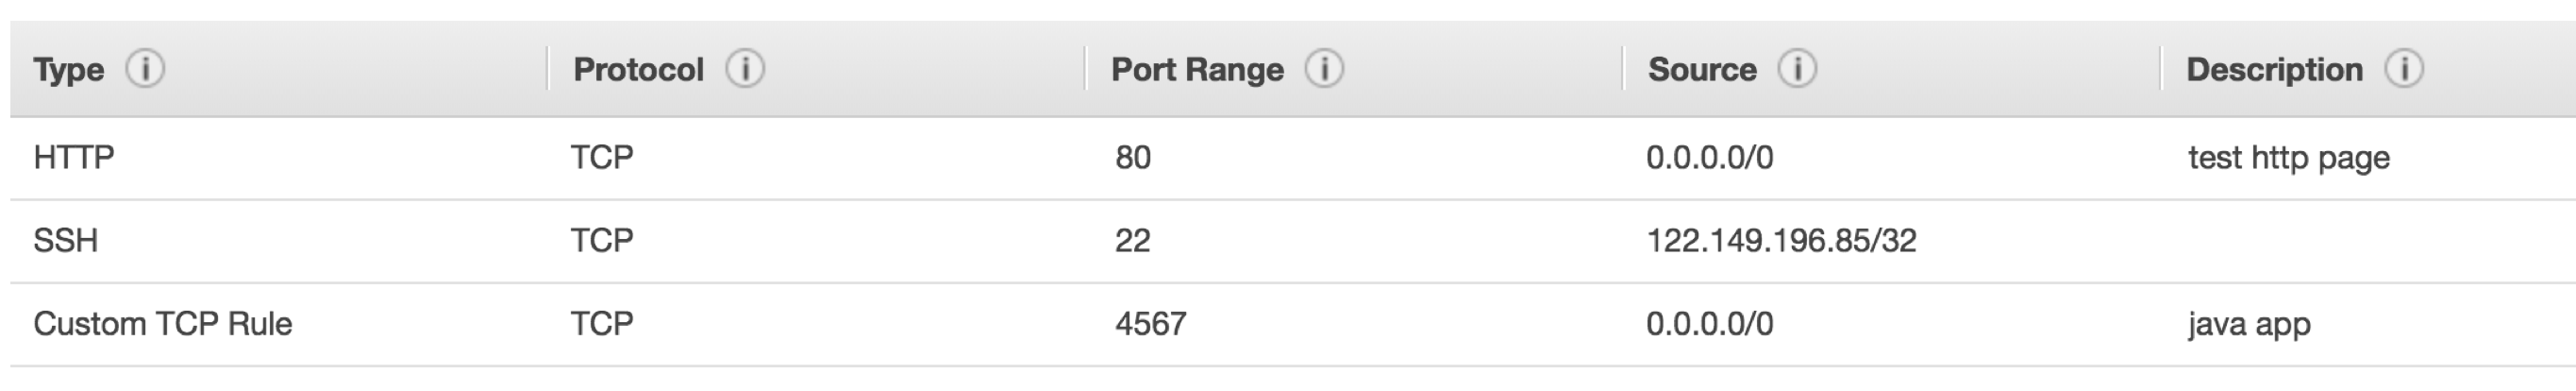 Type Protocol Port Range Source Description
HTTP TCP 80 0.0.0.0/0 test http page
SSH TCP 22 122.149.196.85/32
Custom TCP Rule TCP 4567 0.0.0.0/0 java app